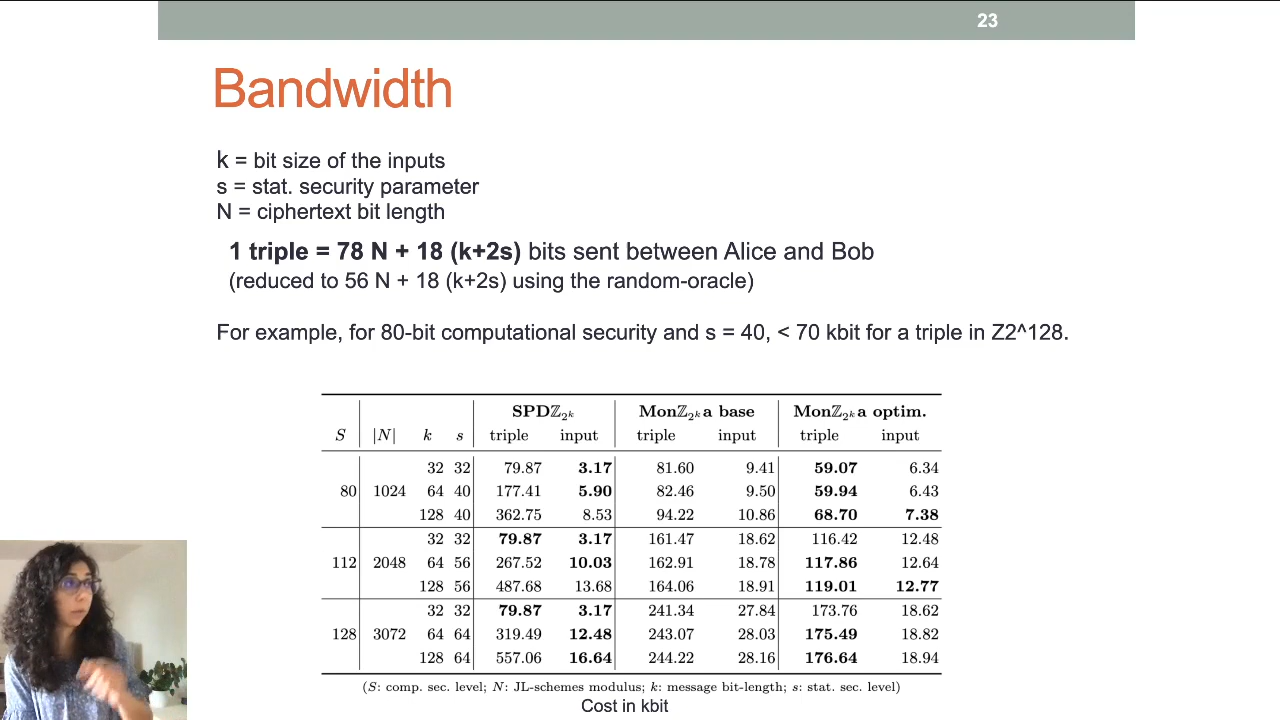 23
Bandwidth
k = bit size of the inputs
s = stat. security parameter
N = ciphertext bit length
1 triple = 78 N + 18 (k+2s) bits sent between Alice and Bob
(reduced to 56 N + 18 (k+2s) using the random-oracle)
For example, for 80-bit computational security and s = 40, < 70 kbit for a triple in Z2^128.
SPDℤ₂ₖ Monℤ₂ₖa base Monℤ₂ₖa optim.
S |N| k s triple input triple input triple input
32 32 79.87 3.17 81.60 9.41 59.07 6.34
80 1024 64 40 177.41 5.90 82.46 9.50 59.94 6.43
128 40 362.75 8.53 94.22 10.86 68.70 7.38
32 32 79.87 3.17 161.47 18.62 116.42 12.48
112 2048 64 56 267.52 10.03 162.91 18.78 117.86 12.64
128 56 487.68 13.68 164.06 18.91 119.01 12.77
32 32 79.87 3.17 241.34 27.84 173.76 18.62
128 3072 64 64 319.49 12.48 243.07 28.03 175.49 18.82
128 64 557.06 16.64 244.22 28.16 176.64 18.94
(S: comp. sec. level; N: JL-schemes modulus; k: message bit-length; s: stat. sec. level)
Cost in kbit